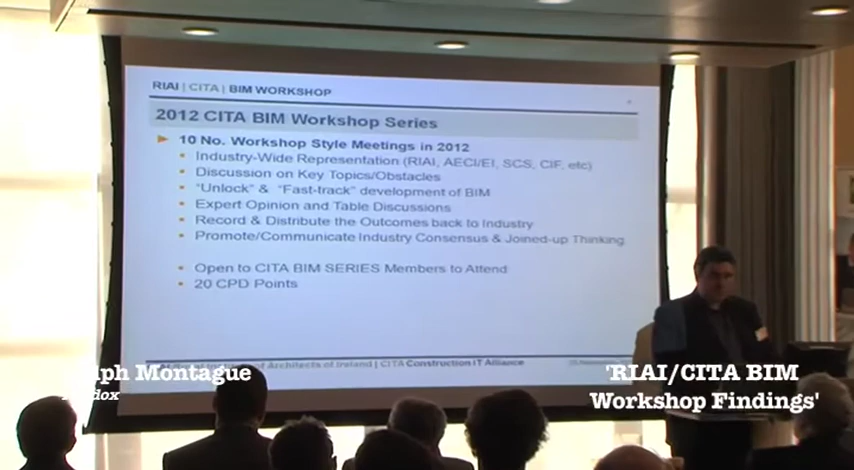 RIAI | CITA | BIM WORKSHOP
2012 CITA BIM Workshop Series
10 No. Workshop Style Meetings in 2012
Industry-Wide Representation (RIAI, AECI/EI, SCS, CIF, etc)
Discussion on Key Topics/Obstacles
"Unlock" & "Fast-track" development of BIM
Expert Opinion and Table Discussions
Record & Distribute the Outcomes back to Industry
Promote/Communicate Industry Consensus & Joined-up Thinking
Open to CITA BIM SERIES Members to Attend
20 CPD Points
of Architects of Ireland | CITA Construction IT Alliance
Montague
'RIAI/CITA BIM
Workshop Findings'